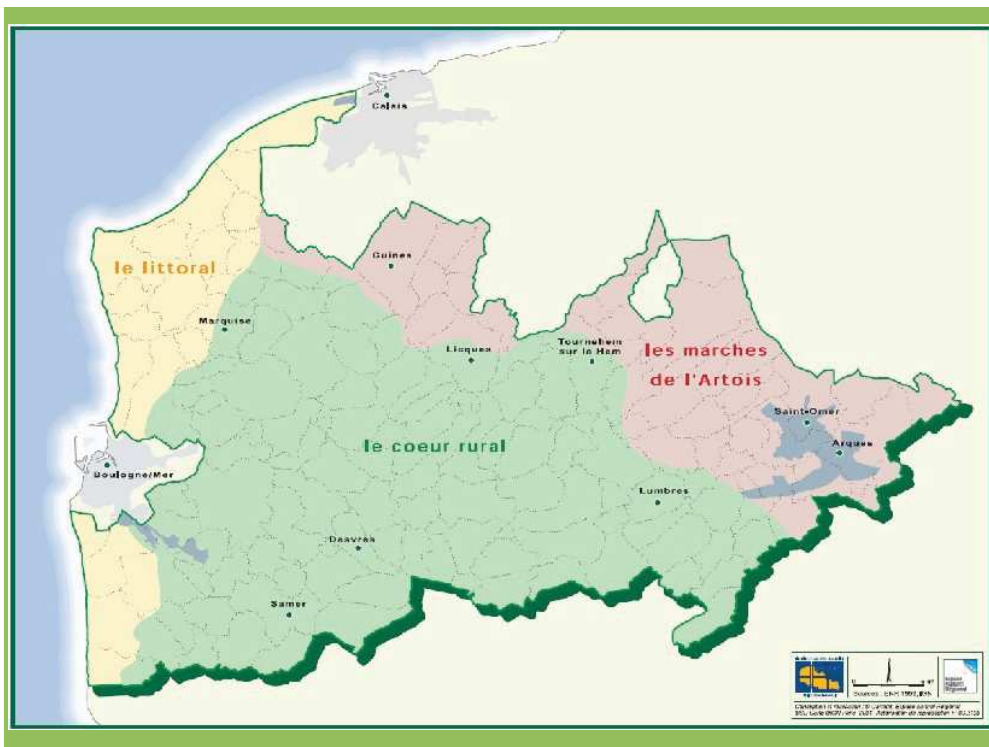 Calais
Guines
le littoral
Marquise
Licques
Tournehem
sur la Hem
les marches
de l'Artois
Saint-Omer
Arques
le coeur rural
Boulogne/Mer
Lumbres
Desvres
Samer
0